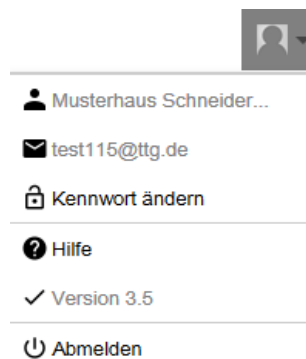 Musterhaus Schneider...
test115@ttg.de
Kennwort ändern
Hilfe
Version 3.5
Abmelden